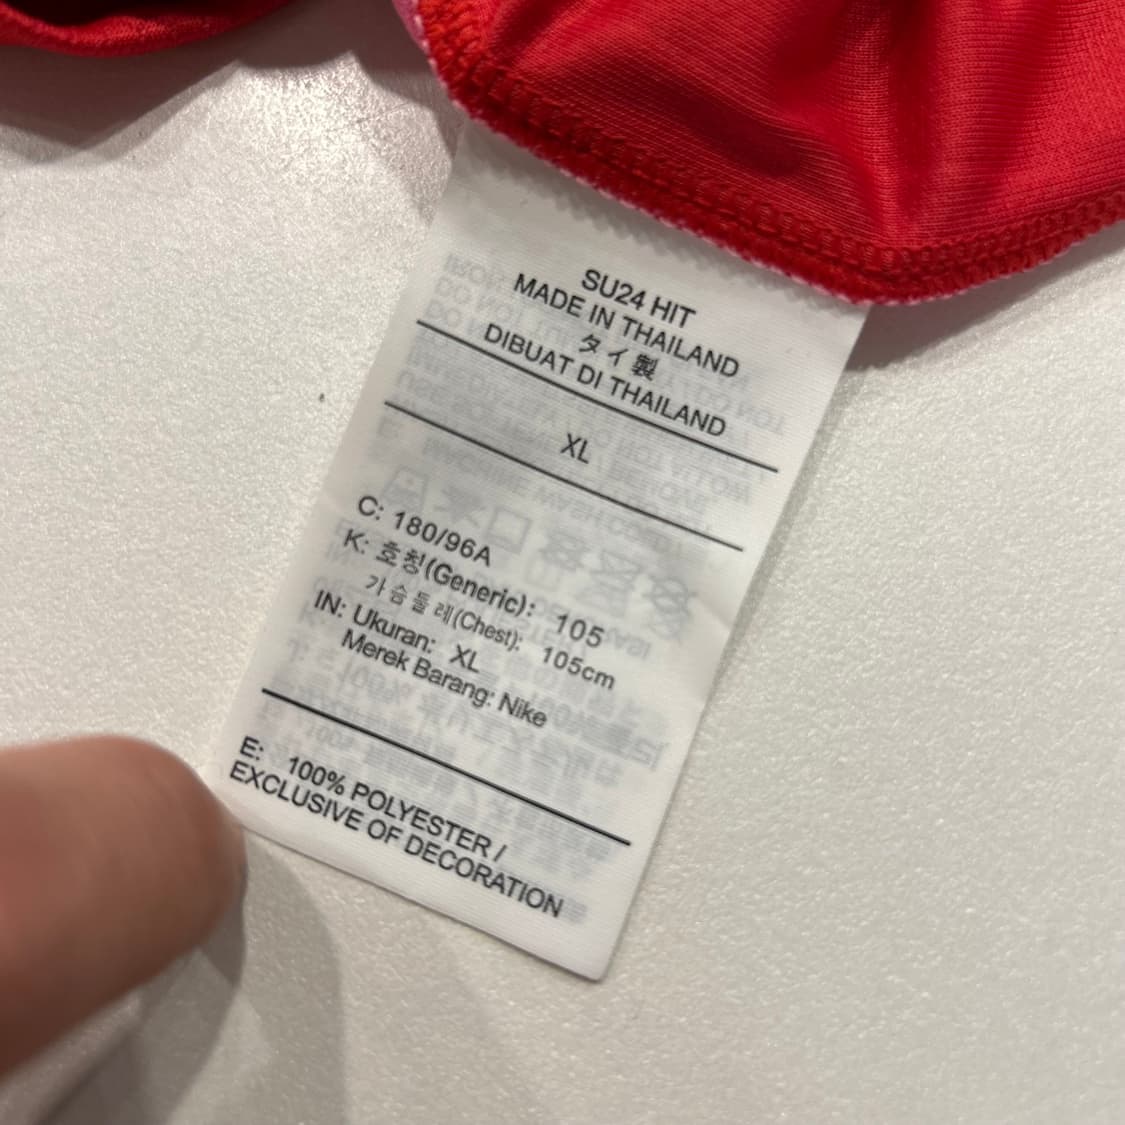 SU24 HIT
MADE IN THAILAND
タイ製
DIBUAT DI THAILAND
XL
C: 180/96A
K: 호칭(Generic): 105
가슴둘레(Chest): 105cm
IN: Ukuran: XL
Merek Barang: Nike
E: 100% POLYESTER /
EXCLUSIVE OF DECORATION